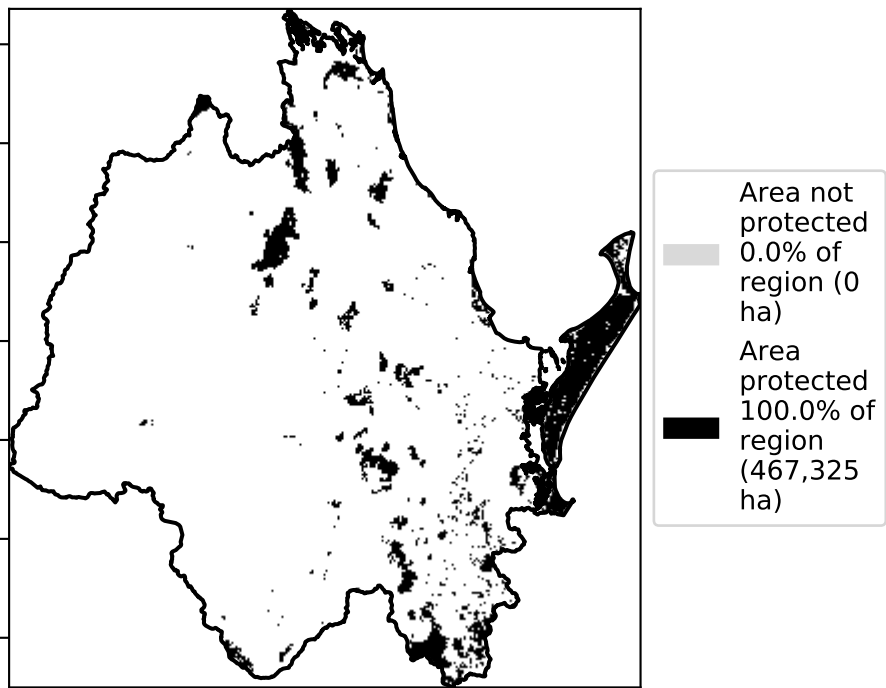 Area not
protected
0.0% of
region (0
ha)
Area
protected
100.0% of
region
(467,325
ha)